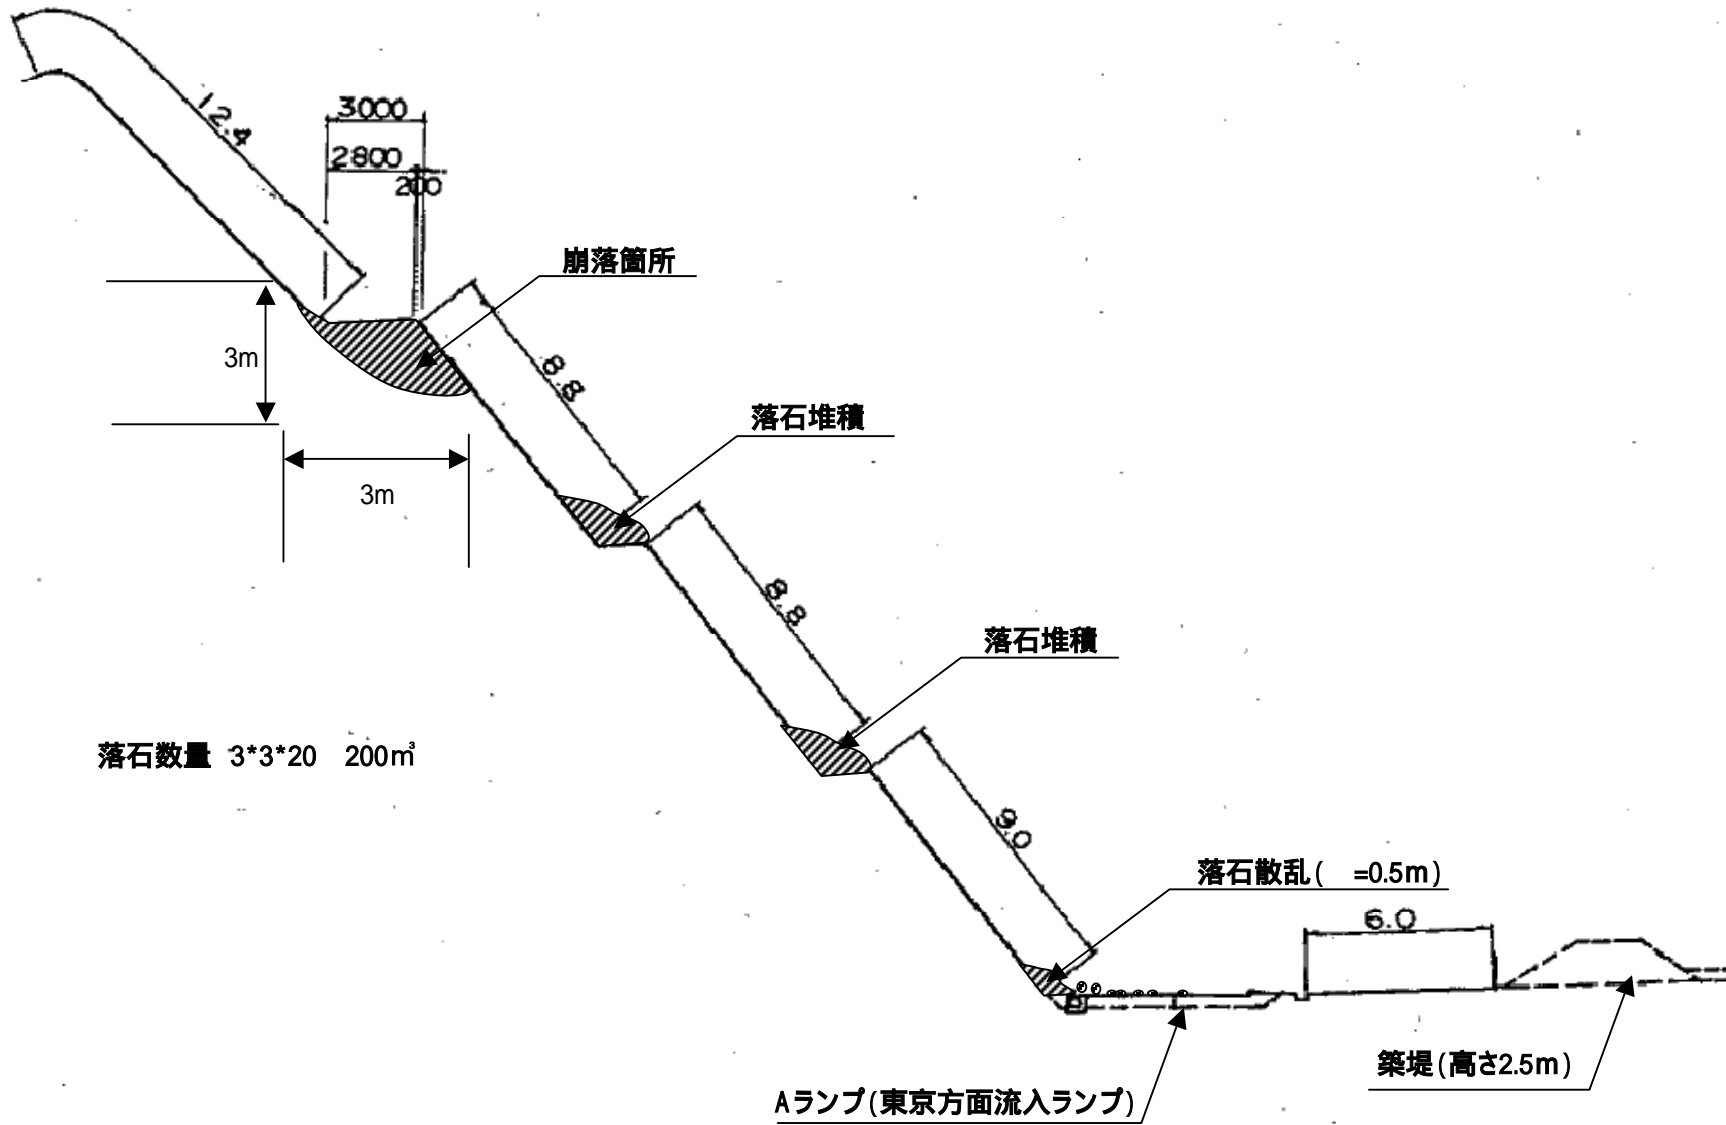 12.4
3000
2800
200
崩落箇所
3m
8.8
落石堆積
3m
8.8
落石堆積
落石数量 3*3*20 200㎥
9.0
落石散乱( =0.5m)
6.0
築堤(高さ2.5m)
Aランプ(東京方面流入ランプ)